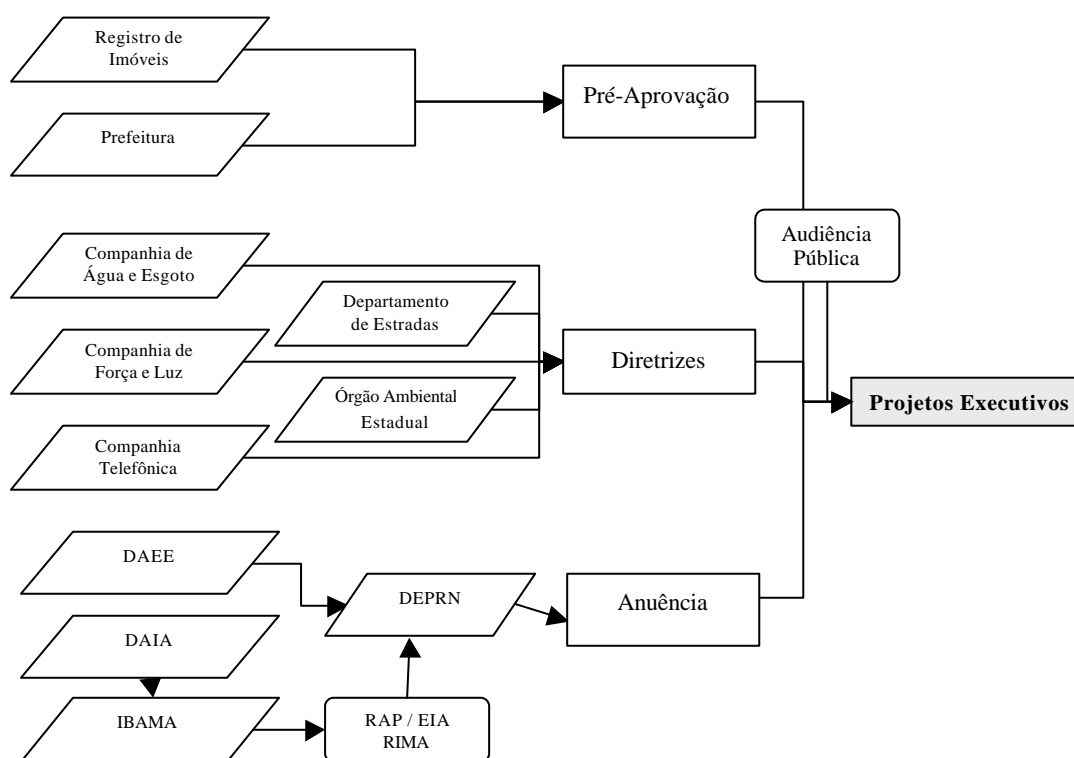 Registro de
Imóveis
Pré-Aprovação
Prefeitura
Audiência
Pública
Companhia de
Água e Esgoto
Departamento
de Estradas
Companhia de
Força e Luz
Diretrizes
Órgão Ambiental
Estadual
Projetos Executivos
Companhia
Telefônica
DAEE
DEPRN
Anuência
DAIA
IBAMA
RAP / EIA
RIMA